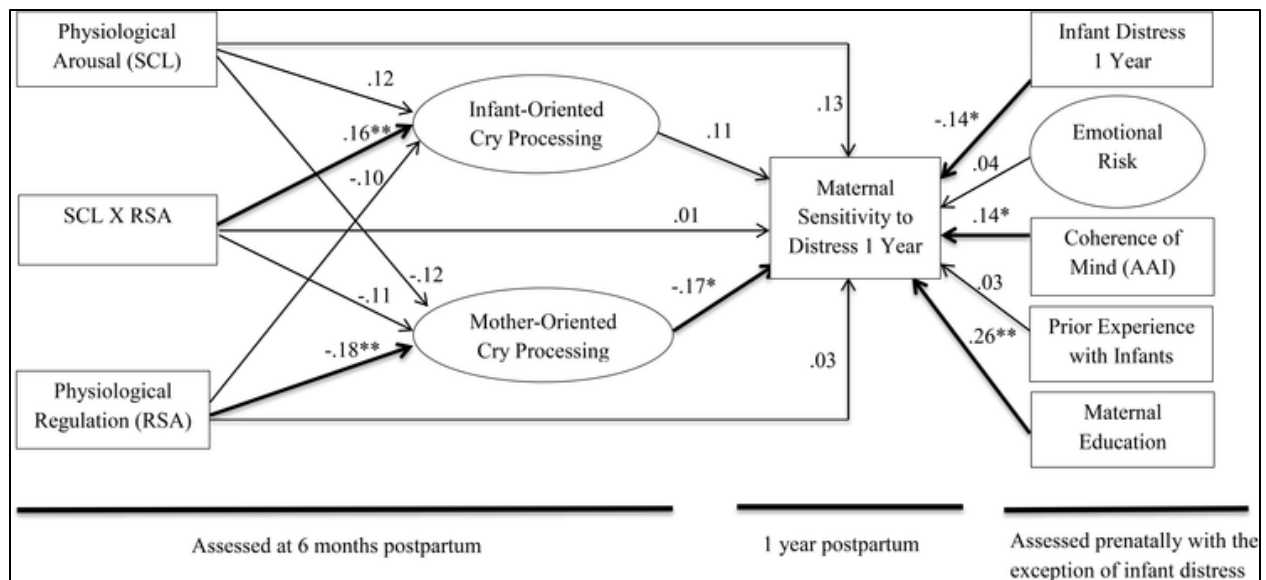 Physiological
Arousal (SCL)
SCL X RSA
Physiological
Regulation (RSA)
.12
.16**
-.10
-.12
-.11
-.18**
Infant-Oriented
Cry Processing
Mother-Oriented
Cry Processing
.13
.11
.01
-.17*
.03
Maternal
Sensitivity to
Distress 1 Year
-.14*
.04
.14*
.03
.26**
Infant Distress
1 Year
Emotional
Risk
Coherence of
Mind (AAI)
Prior Experience
with Infants
Maternal
Education
Assessed at 6 months postpartum
1 year postpartum
Assessed prenatally with the
exception of infant distress